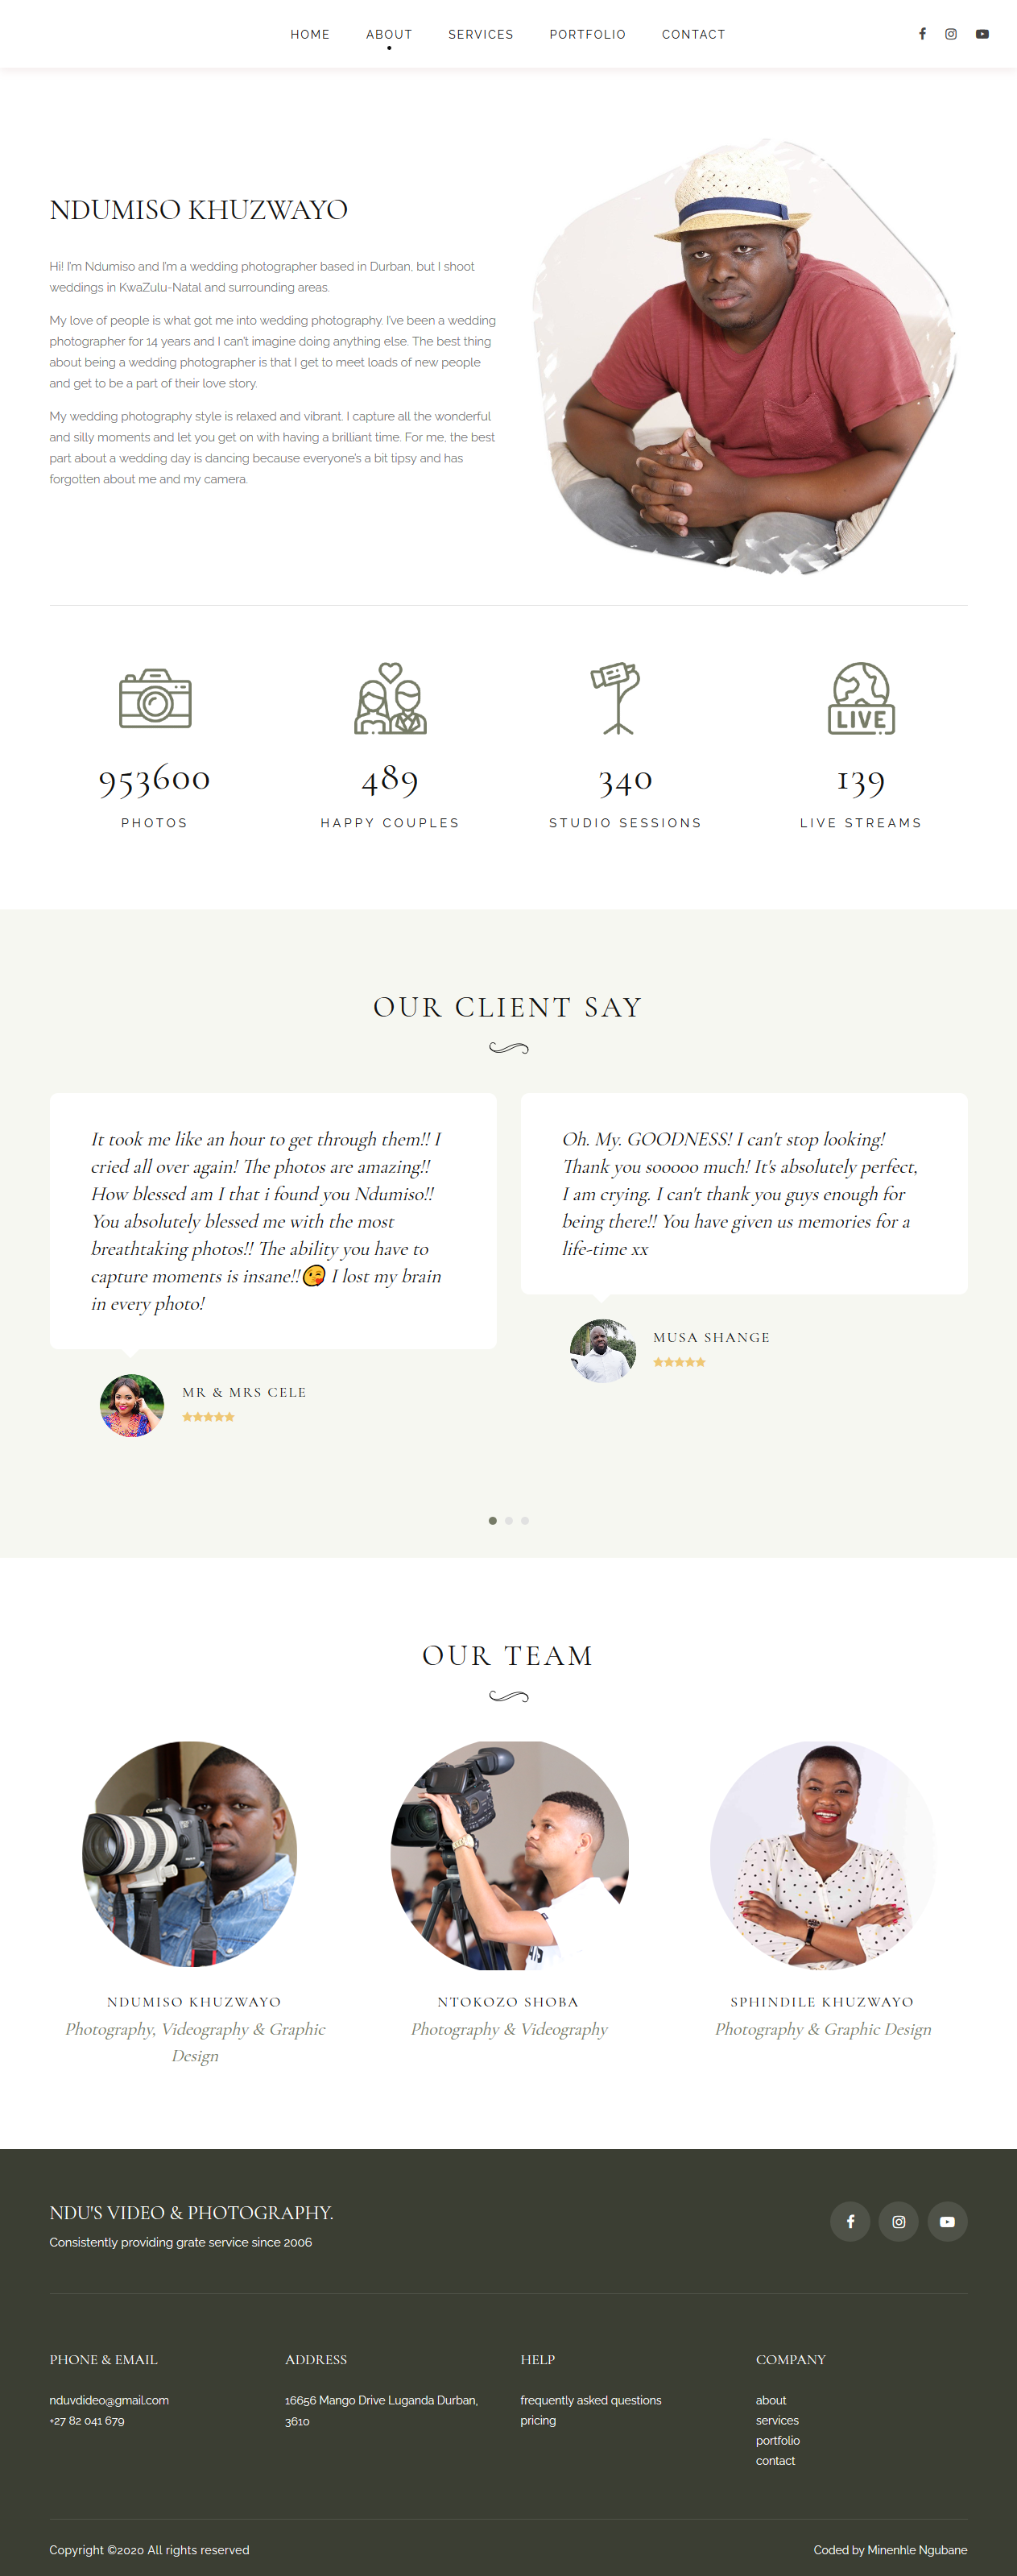 HOME ABOUT SERVICES PORTFOLIO CONTACT
NDUMISO KHUZWAYO
Hi! I'm Ndumiso and I'm a wedding photographer based in Durban, but I shoot
weddings in KwaZulu-Natal and surrounding areas.
My love of people is what got me into wedding photography. I've been a wedding
photographer for 14 years and I can't imagine doing anything else. The best thing
about being a wedding photographer is that I get to meet loads of new people
and get to be a part of their love story.
My wedding photography style is relaxed and vibrant. I capture all the wonderful
and silly moments and let you get on with having a brilliant time. For me, the best
part about a wedding day is dancing because everyone's a bit tipsy and has
forgotten about me and my camera.
LIVE
953600
PHOTOS
489
HAPPY COUPLES
340
STUDIO SESSIONS
139
LIVE STREAMS
OUR CLIENT SAY
It took me like an hour to get through them!! I
cried all over again! The photos are amazing!!
How blessed am I that i found you Ndumiso!!
You absolutely blessed me with the most
breathtaking photos!! The ability you have to
capture moments is insane!!😘 I lost my brain
in every photo!
MR & MRS CELE
Oh. My. GOODNESS! I can't stop looking!
Thank you sooooo much! It's absolutely perfect,
I am crying. I can't thank you guys enough for
being there!! You have given us memories for a
life-time xx
MUSA SHANGE
OUR TEAM
NDUMISO KHUZWAYO
Photography, Videography & Graphic
Design
NTOKOZO SHOBA
Photography & Videography
SPHINDILE KHUZWAYO
Photography & Graphic Design
NDU'S VIDEO & PHOTOGRAPHY.
Consistently providing grate service since 2006
PHONE & EMAIL
nduvdideo@gmail.com
+27 82 041 679
ADDRESS
16656 Mango Drive Luganda Durban,
3610
HELP
frequently asked questions
pricing
COMPANY
about
services
portfolio
contact
Copyright ©2020 All rights reserved
Coded by Minenhle Ngubane